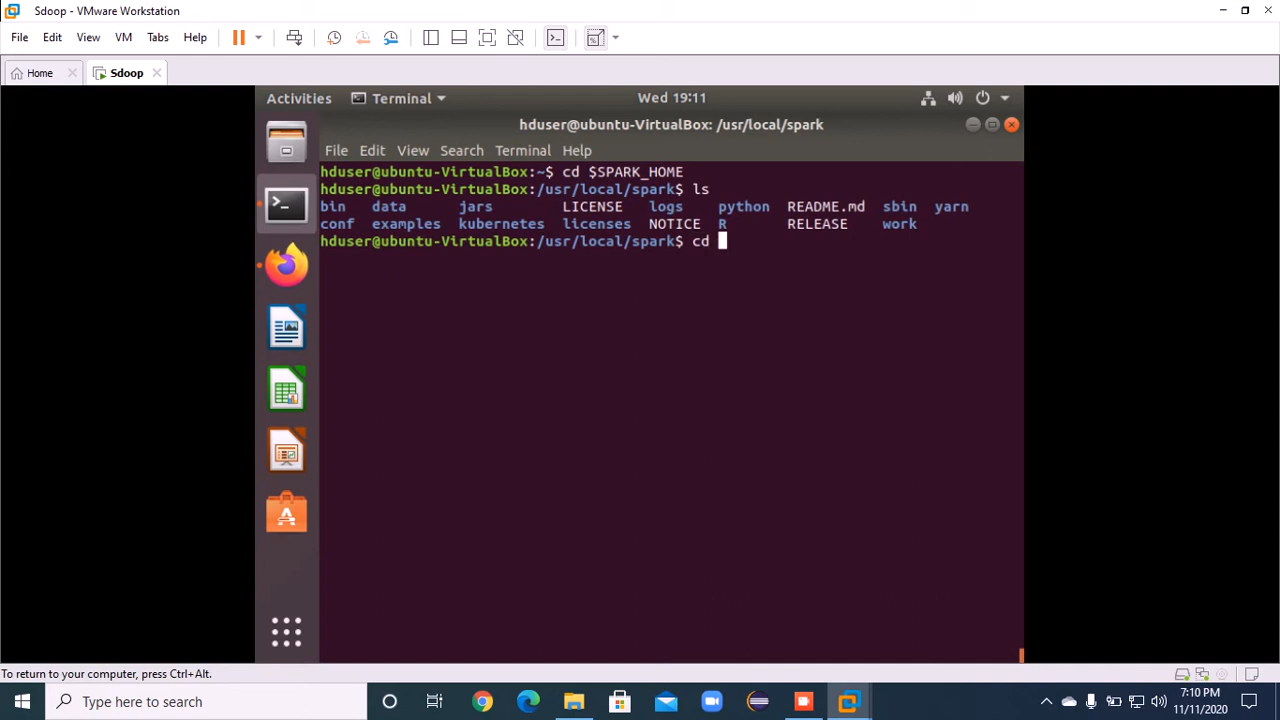 Sdoop - VMware Workstation
File Edit View VM Tabs Help
Home Sdoop
Activities Terminal Wed 19:11
hduser@ubuntu-VirtualBox: /usr/local/spark
File Edit View Search Terminal Help
hduser@ubuntu-VirtualBox:~$ cd $SPARK_HOME
hduser@ubuntu-VirtualBox:/usr/local/spark$ ls
bin data jars LICENSE logs python README.md sbin yarn
conf examples kubernetes licenses NOTICE R RELEASE work
hduser@ubuntu-VirtualBox:/usr/local/spark$ cd
To return to your computer, press Ctrl+Alt.
Type here to search
7:10 PM
11/11/2020